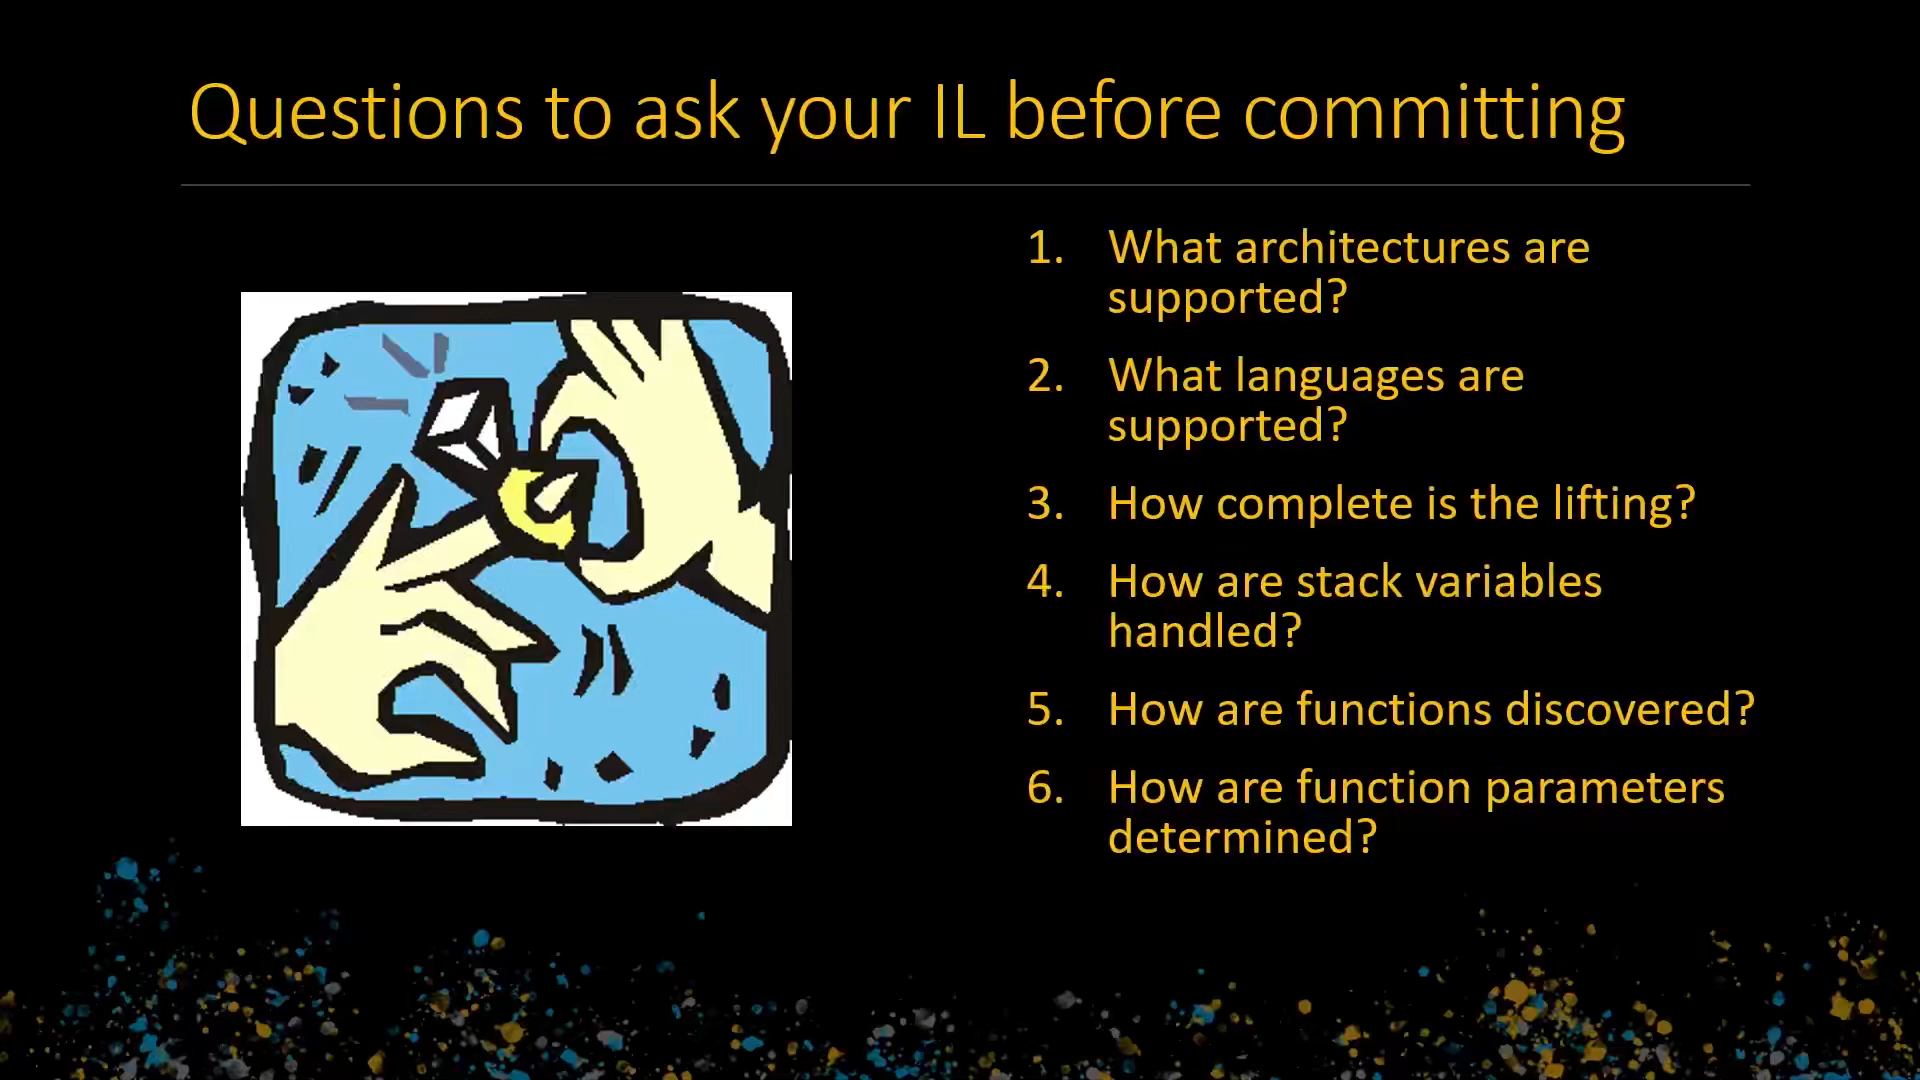 Questions to ask your IL before committing
1. What architectures are
supported?
2. What languages are
supported?
3. How complete is the lifting?
4. How are stack variables
handled?
5. How are functions discovered?
6. How are function parameters
determined?